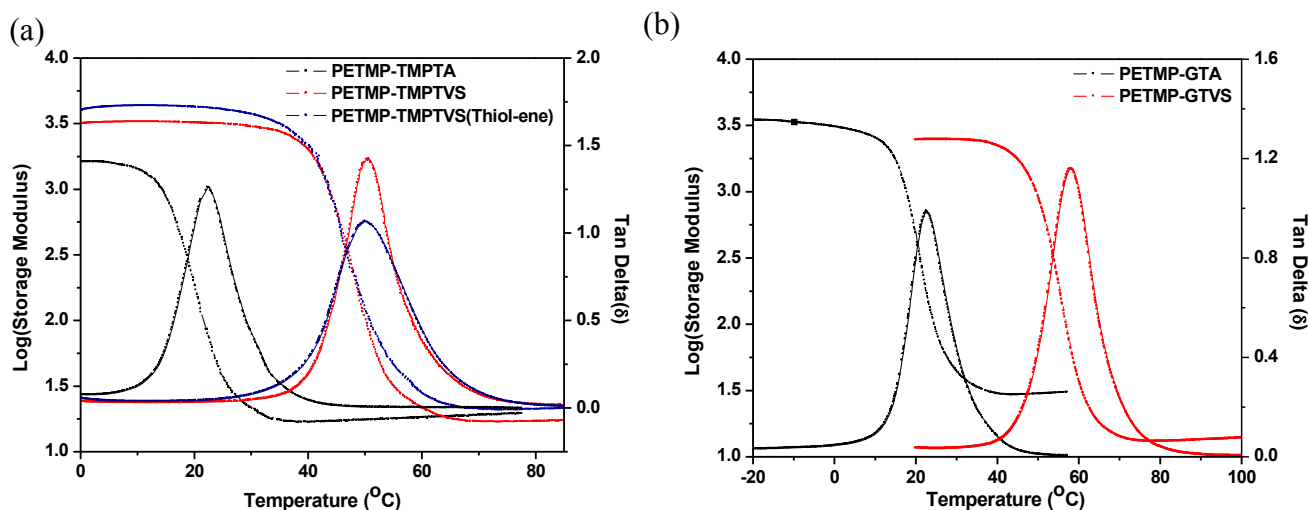 (a)
4.0
3.5
3.0
2.5
2.0
1.5
1.0
Log(Storage Modulus)
0
20
40
60
80
Temperature (OC)
2.0
1.5
1.0
0.5
0.0
Tan Delta(δ)
PETMP-TMPTA
PETMP-TMPTVS
PETMP-TMPTVS(Thiol-ene)
(b)
4.0
3.5
3.0
2.5
2.0
1.5
1.0
Log(Storage Modulus)
-20
0
20
40
60
80
100
Temperature (OC)
1.6
1.2
0.8
0.4
0.0
Tan Delta (δ)
PETMP-GTA
PETMP-GTVS